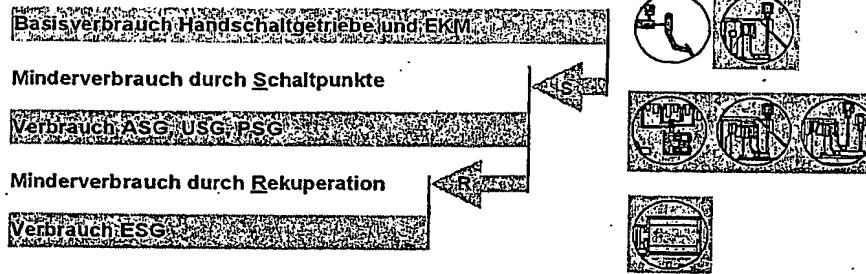 Basisverbrauch Handschaltgetriebe und EKM
Minderverbrauch durch Schaltpunkte
S
Verbrauch ASG, USG, PSG
Minderverbrauch durch Rekuperation
R
Verbrauch ESG